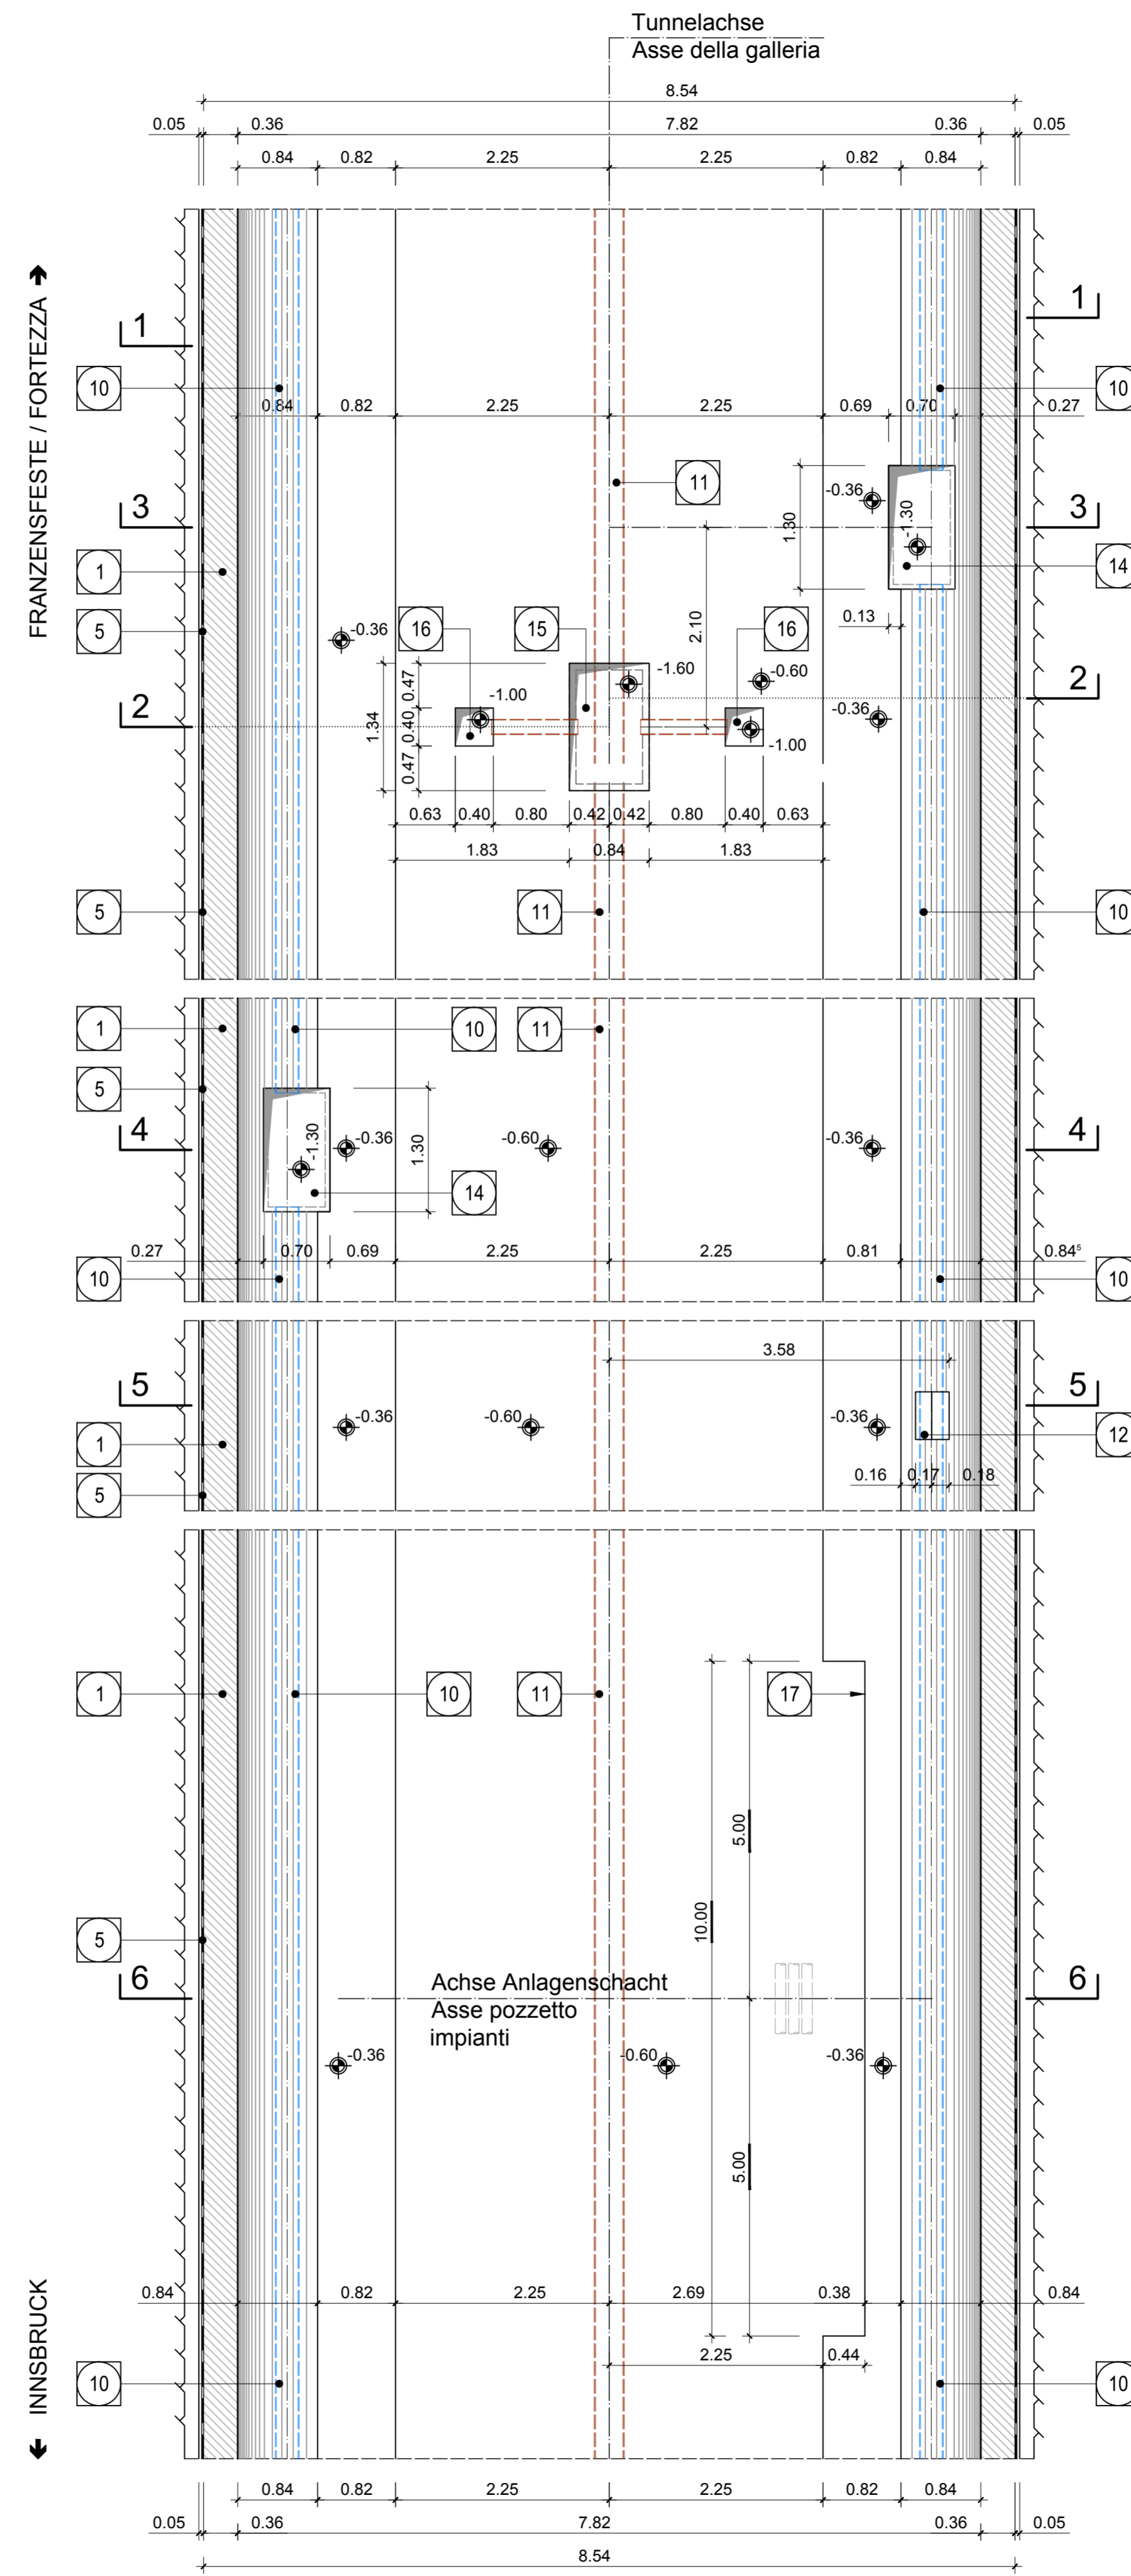 Tunnelachse
Asse della galleria
8.54
0.05 0.36 7.82 0.36 0.05
0.84 0.82 2.25 2.25 0.82 0.84
FRANZENSFESTE / FORTEZZA
1 1
10 10
0.84 0.82 2.25 2.25 0.69 0.70 0.27
11
-0.36
-1.30
1.30
3 3
1 14
5
0.13
2.10
16 15 16
-0.36
-1.60
-0.60
-1.00
-0.36
-1.00
2 2
1.34
0.47
0.40
0.47
0.63 0.40 0.80 0.42 0.42 0.80 0.40 0.63
1.83 0.84 1.83
5 11 10
1 10 11
5
4 4
-1.30
-0.36
1.30
-0.60
-0.36
14
0.27 0.70 0.69 2.25 2.25 0.81 0.84⁵
10 10
3.58
5 5
-0.36 -0.60 -0.36
1 12
0.16 0.17 0.18
5
1 10 11 17
5.00
10.00
5
6 6
Achse Anlagenschacht
Asse pozzetto
impianti
-0.36 -0.60 -0.36
5.00
INNSBRUCK
0.84 0.82 2.25 2.69 0.38 0.84
2.25 0.44
10 10
0.84 0.82 2.25 2.25 0.82 0.84
0.05 0.36 7.82 0.36 0.05
8.54